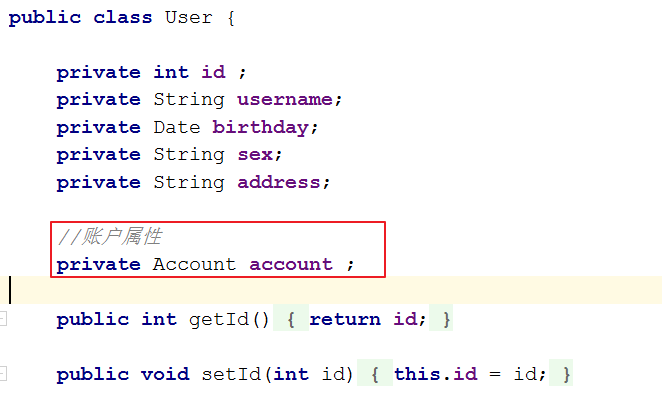 public class User {
private int id ;
private String username;
private Date birthday;
private String sex;
private String address;
//账户属性
private Account account ;
public int getId() { return id; }
public void setId(int id) { this.id = id; }